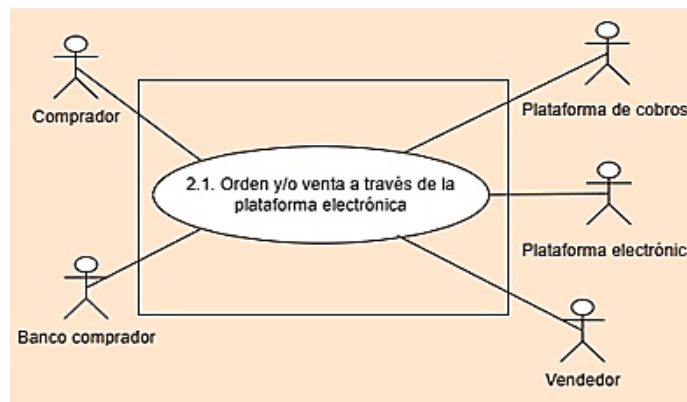 Comprador
Plataforma de cobros
2.1. Orden y/o venta a través de la
plataforma electrónica
Plataforma electrónic
Banco comprador
Vendedor